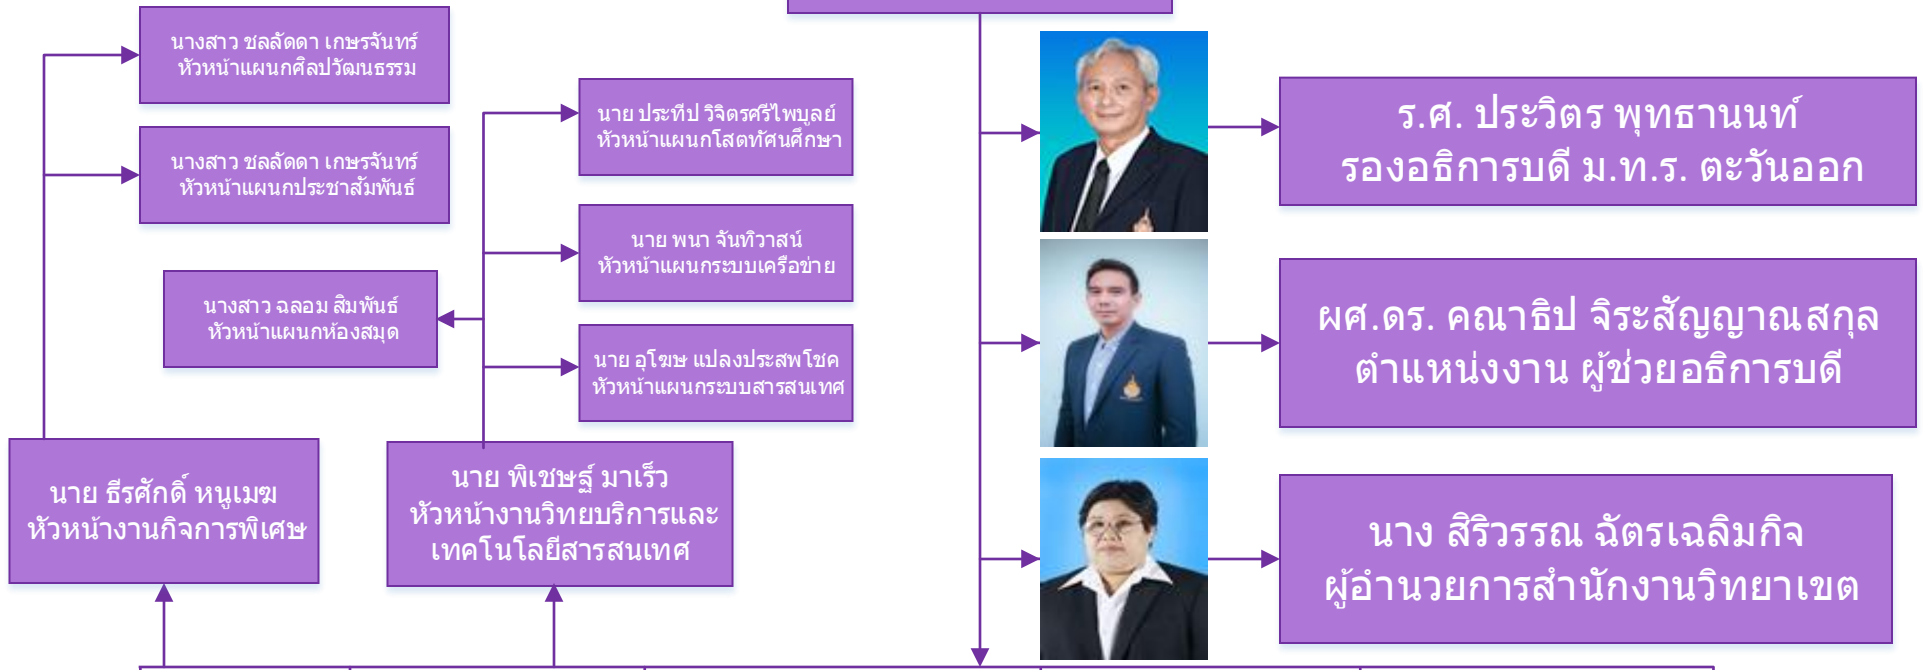 นางสาว ชลลัดดา เกษรจันทร์
หัวหน้าแผนกศิลปวัฒนธรรม
นางสาว ชลลัดดา เกษรจันทร์
หัวหน้าแผนกประชาสัมพันธ์
นางสาว ฉลอม สิมพันธ์
หัวหน้าแผนกห้องสมุด
นาย ประทีป วิจิตรศรีไพบูลย์
หัวหน้าแผนกโสตทัศนศึกษา
นาย พนา จันทิวาสน์
หัวหน้าแผนกระบบเครือข่าย
นาย อุโฆษ แปลงประสพโชค
หัวหน้าแผนกระบบสารสนเทศ
นาย ธีรศักดิ์ หนูเมฆ
หัวหน้างานกิจการพิเศษ
นาย พิเชษฐ์ มาเร็ว
หัวหน้างานวิทยบริการและ
เทคโนโลยีสารสนเทศ
ร.ศ. ประวิตร พุทธานนท์
รองอธิการบดี ม.ท.ร. ตะวันออก
ผศ.ดร. คณาธิป จิระสัญญาณสกุล
ตำแหน่งงาน ผู้ช่วยอธิการบดี
นาง สิริวรรณ ฉัตรเฉลิมกิจ
ผู้อำนวยการสำนักงานวิทยาเขต